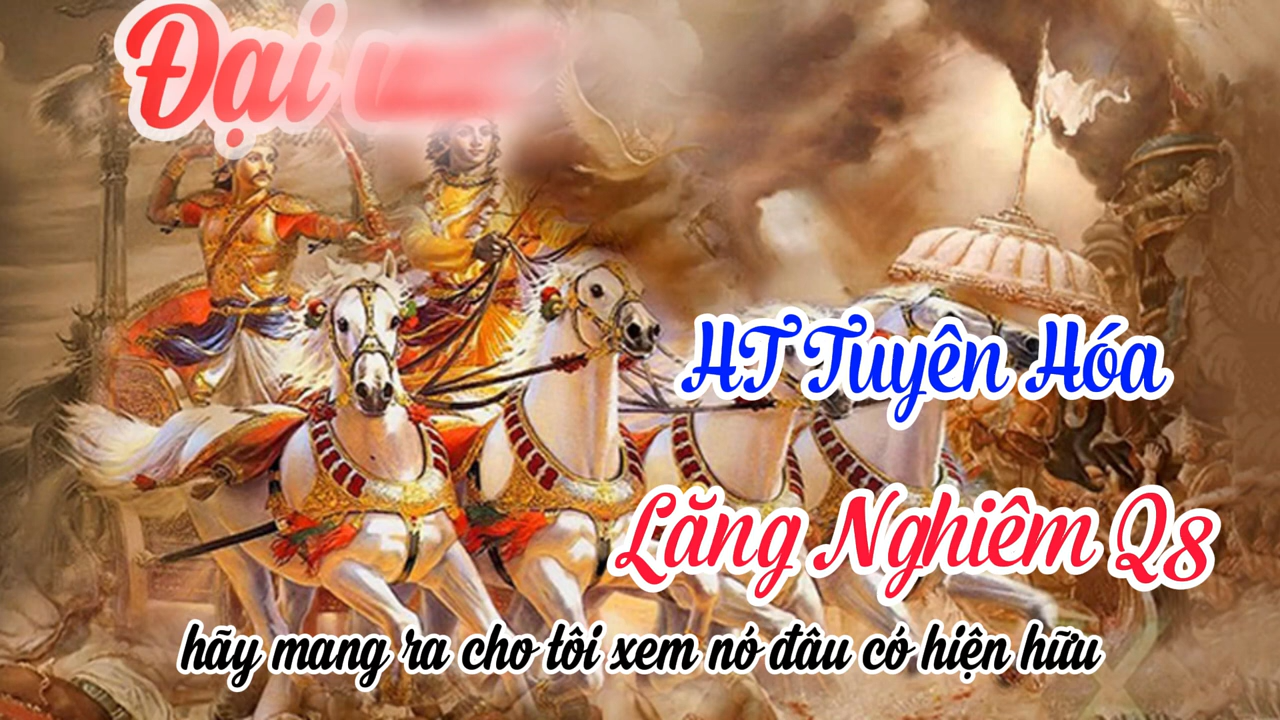 Đại
HT Tuyên Hóa
Lăng Nghiêm Q8
hãy mang ra cho tôi xem nó đâu có hiện hữu